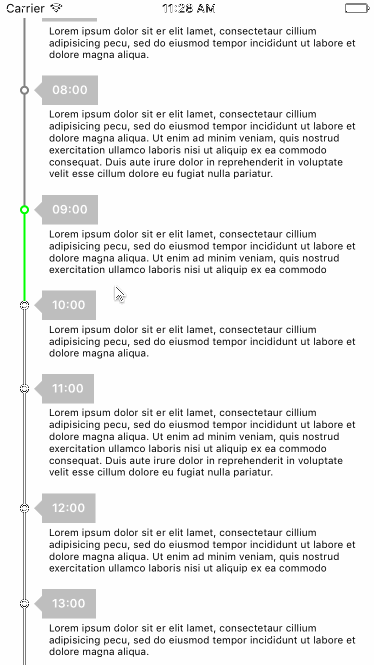 Carrier 11:28 AM
Lorem ipsum dolor sit er elit lamet, consectetaur cillium
adipisicing pecu, sed do eiusmod tempor incididunt ut labore et
dolore magna aliqua.
08:00
Lorem ipsum dolor sit er elit lamet, consectetaur cillium
adipisicing pecu, sed do eiusmod tempor incididunt ut labore et
dolore magna aliqua. Ut enim ad minim veniam, quis nostrud
exercitation ullamco laboris nisi ut aliquip ex ea commodo
consequat. Duis aute irure dolor in reprehenderit in voluptate
velit esse cillum dolore eu fugiat nulla pariatur.
09:00
Lorem ipsum dolor sit er elit lamet, consectetaur cillium
adipisicing pecu, sed do eiusmod tempor incididunt ut labore et
dolore magna aliqua. Ut enim ad minim veniam, quis nostrud
exercitation ullamco laboris nisi ut aliquip ex ea commodo
10:00
Lorem ipsum dolor sit er elit lamet, consectetaur cillium
adipisicing pecu, sed do eiusmod tempor incididunt ut labore et
dolore magna aliqua.
11:00
Lorem ipsum dolor sit er elit lamet, consectetaur cillium
adipisicing pecu, sed do eiusmod tempor incididunt ut labore et
dolore magna aliqua. Ut enim ad minim veniam, quis nostrud
exercitation ullamco laboris nisi ut aliquip ex ea commodo
consequat. Duis aute irure dolor in reprehenderit in voluptate
velit esse cillum dolore eu fugiat nulla pariatur.
12:00
Lorem ipsum dolor sit er elit lamet, consectetaur cillium
adipisicing pecu, sed do eiusmod tempor incididunt ut labore et
dolore magna aliqua. Ut enim ad minim veniam, quis nostrud
exercitation ullamco laboris nisi ut aliquip ex ea commodo
13:00
Lorem ipsum dolor sit er elit lamet, consectetaur cillium
adipisicing pecu, sed do eiusmod tempor incididunt ut labore et
dolore magna aliqua.